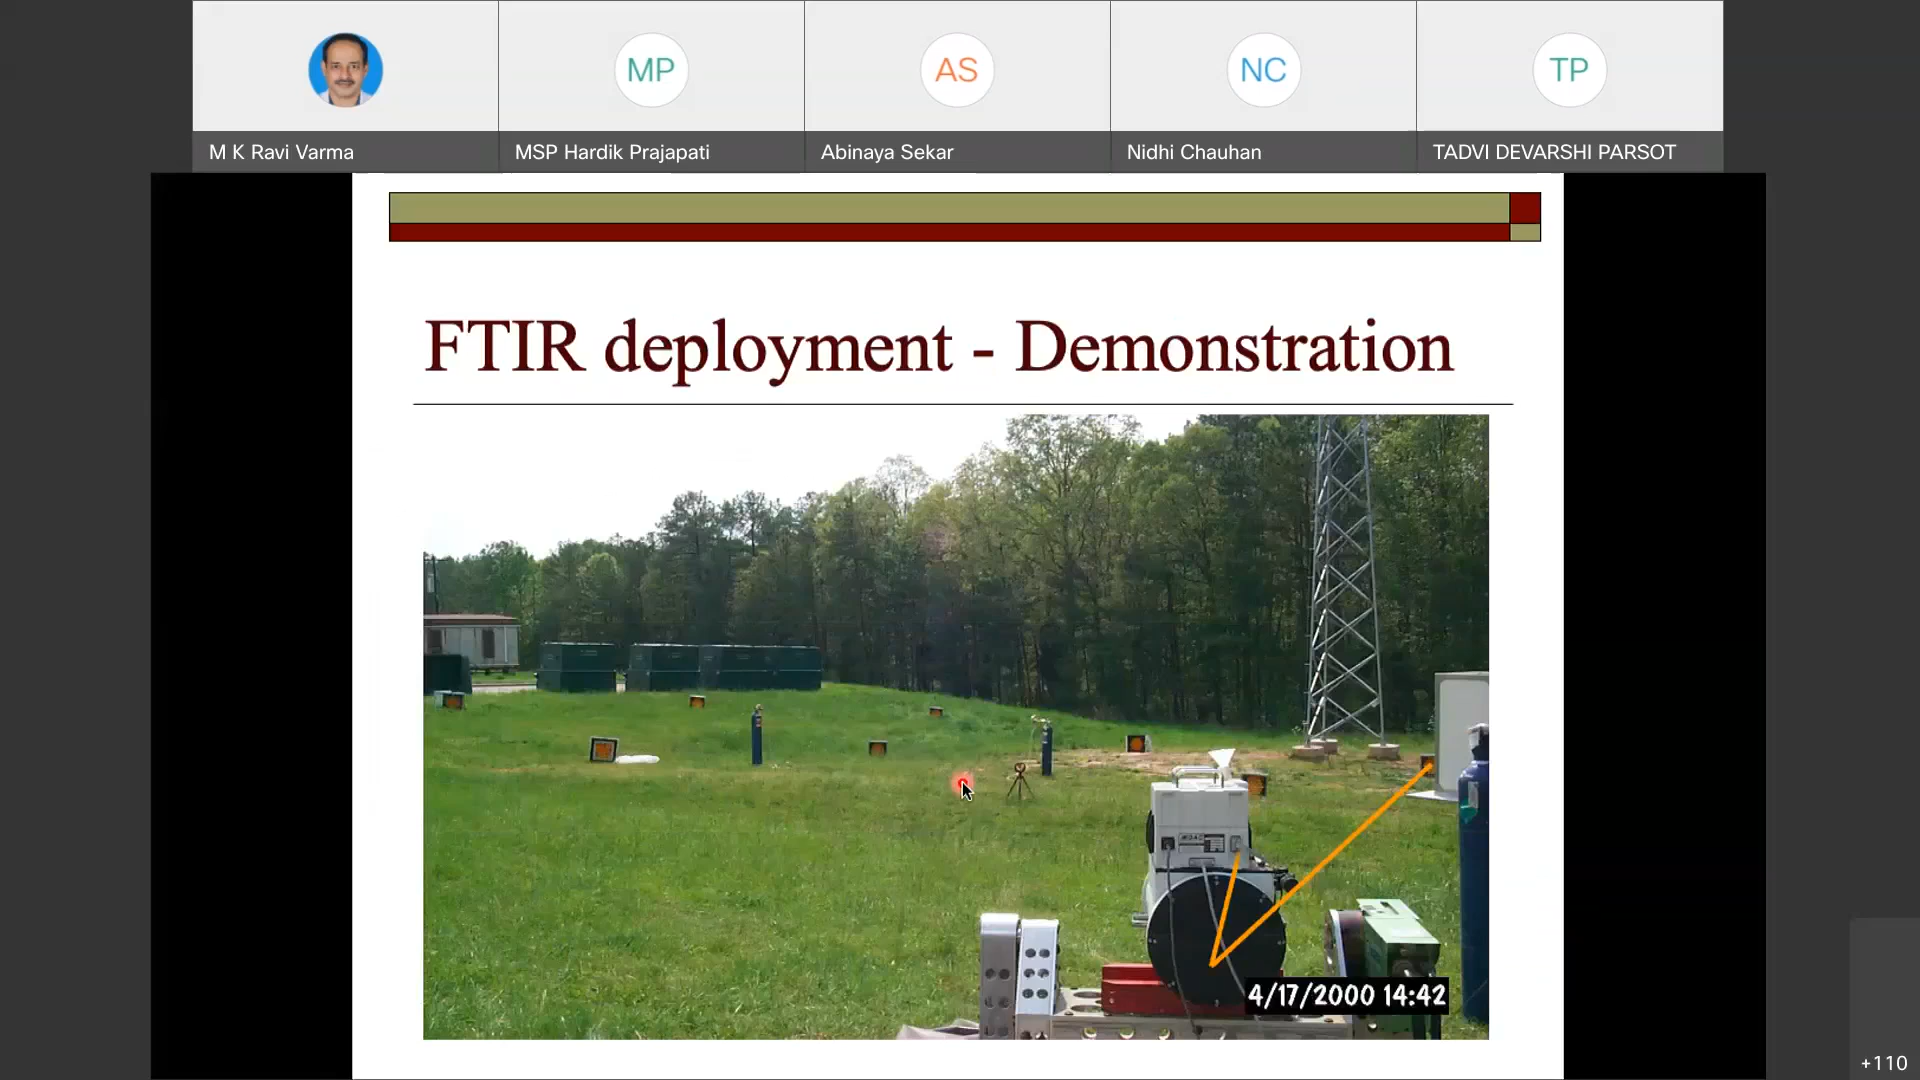 MP
AS
NC
TP
M K Ravi Varma
MSP Hardik Prajapati
Abinaya Sekar
Nidhi Chauhan
TADVI DEVARSHI PARSOT
FTIR deployment - Demonstration
4/17/2000 14:42
+110